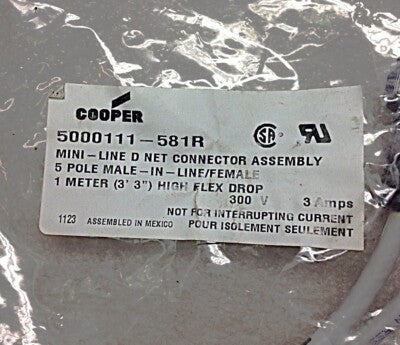 COOPER
5000111-581R
MINI-LINE D NET CONNECTOR ASSEMBLY
5 POLE MALE-IN-LINE/FEMALE
1 METER (3' 3") HIGH FLEX DROP
300 V 3 Amps
NOT FOR INTERRUPTING CURRENT
1123 ASSEMBLED IN MEXICO POUR ISOLEMENT SEULEMENT